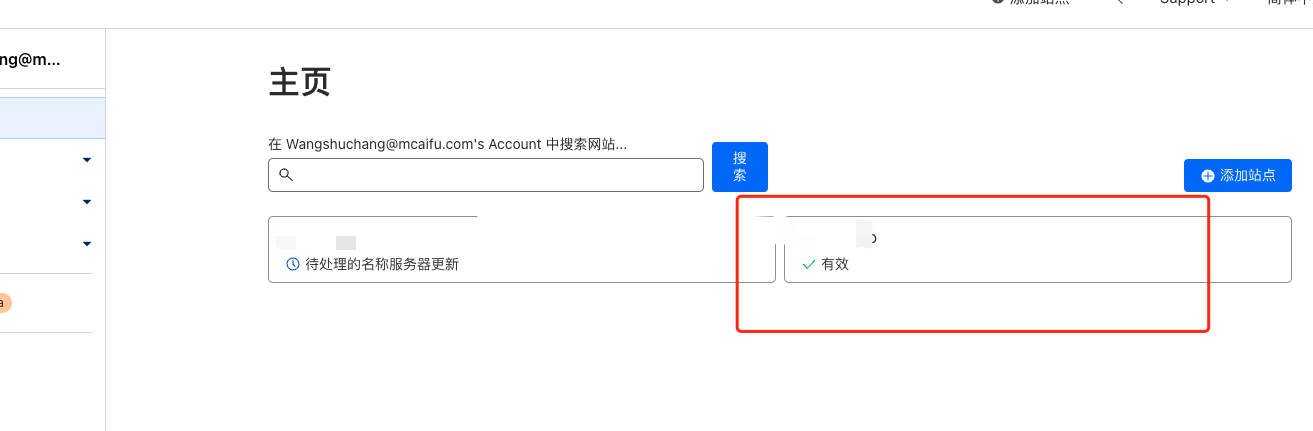 添加站点
Support
简体中
ng@m...
主页
在 Wangshuchang@mcaifu.com's Account 中搜索网站...
搜
索
添加站点
待处理的名称服务器更新
有效
a